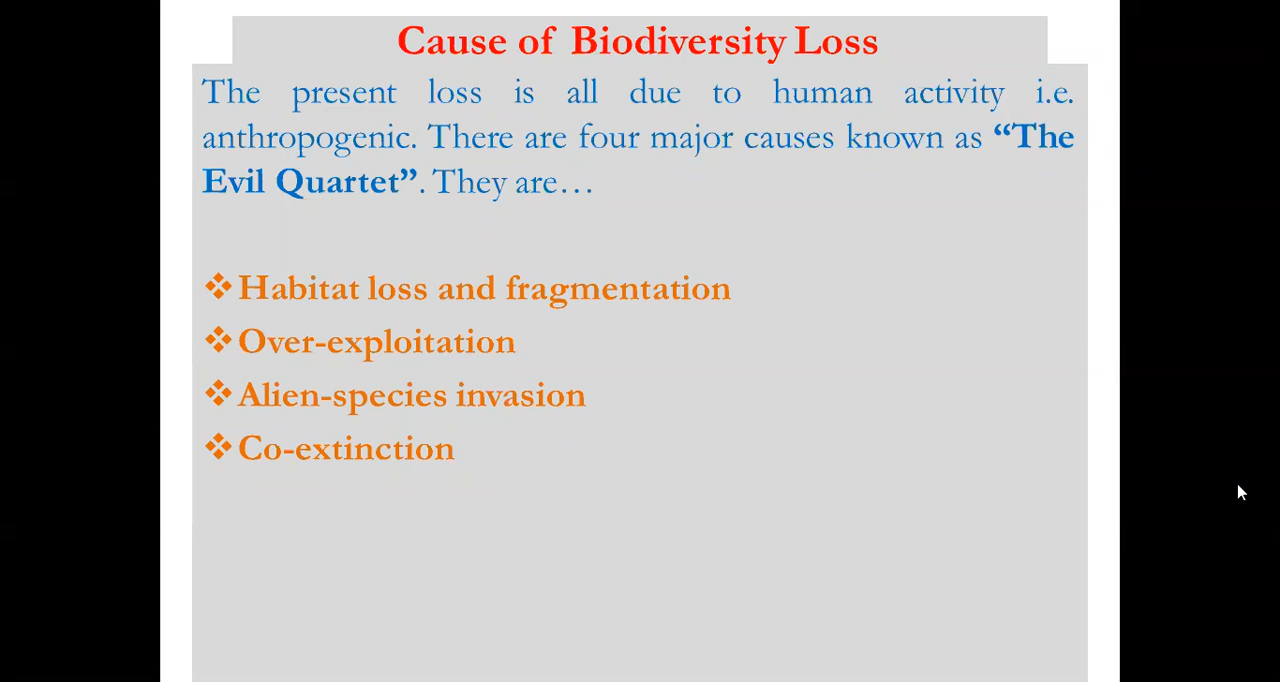 Cause of Biodiversity Loss
The present loss is all due to human activity i.e.
anthropogenic. There are four major causes known as “The
Evil Quartet”. They are…
❖Habitat loss and fragmentation
❖Over-exploitation
❖Alien-species invasion
❖Co-extinction